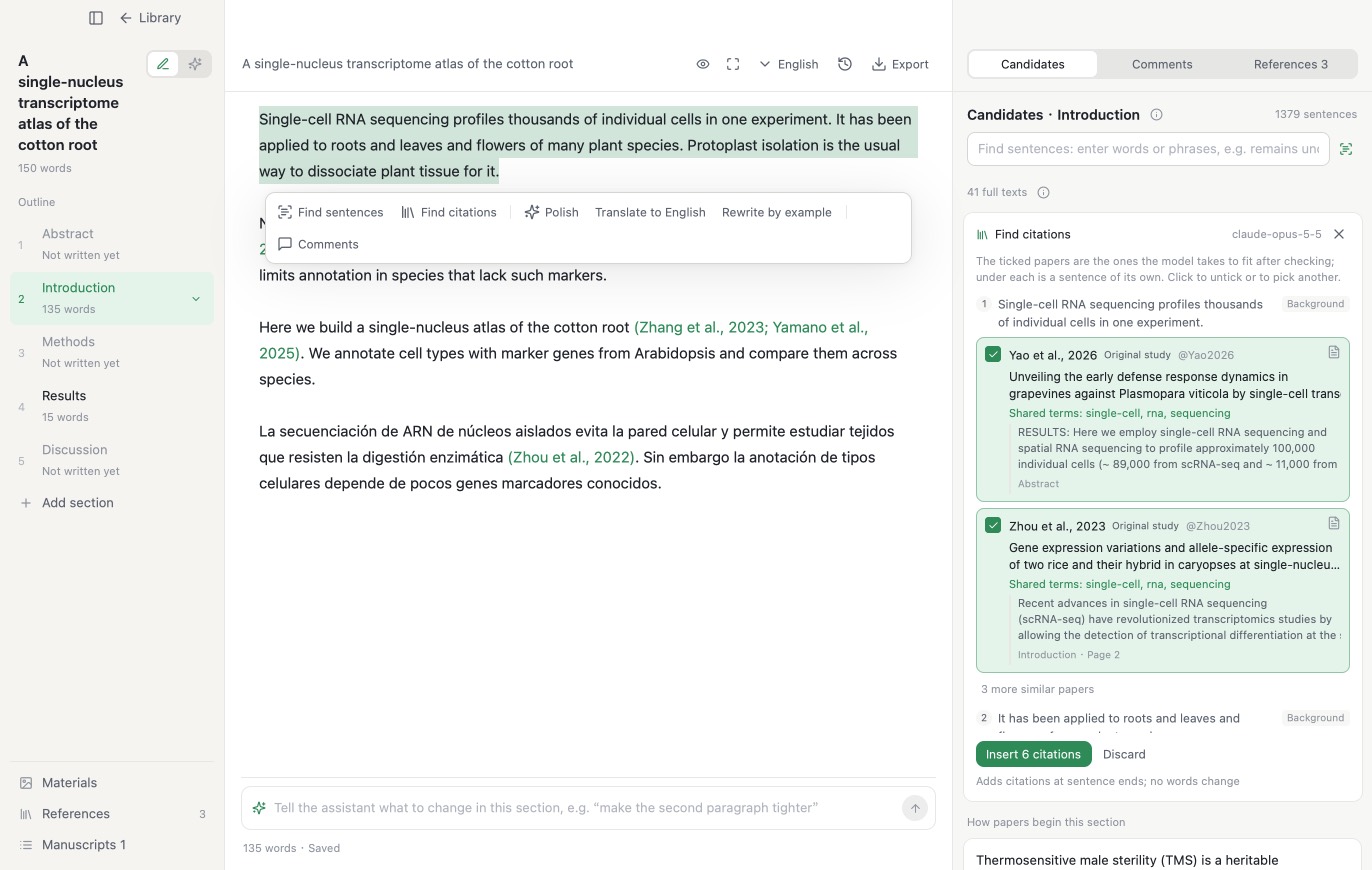 Library
A
single-nucleus
transcriptome
atlas of the
cotton root
150 words
Outline
1
Abstract
Not written yet
2
Introduction
135 words
3
Methods
Not written yet
4
Results
15 words
5
Discussion
Not written yet
Add section
Materials
References 3
Manuscripts 1
A single-nucleus transcriptome atlas of the cotton root
English
Export
Single-cell RNA sequencing profiles thousands of individual cells in one experiment. It has been
applied to roots and leaves and flowers of many plant species. Protoplast isolation is the usual
way to dissociate plant tissue for it.
Find sentences
Find citations
Polish
Translate to English
Rewrite by example
Comments
limits annotation in species that lack such markers.
Here we build a single-nucleus atlas of the cotton root (Zhang et al., 2023; Yamano et al.,
2025). We annotate cell types with marker genes from Arabidopsis and compare them across
species.
La secuenciación de ARN de núcleos aislados evita la pared celular y permite estudiar tejidos
que resisten la digestión enzimática (Zhou et al., 2022). Sin embargo la anotación de tipos
celulares depende de pocos genes marcadores conocidos.
Tell the assistant what to change in this section, e.g. “make the second paragraph tighter”
135 words · Saved
Candidates
Comments
References 3
Candidates · Introduction
1379 sentences
Find sentences: enter words or phrases, e.g. remains
41 full texts
Find citations
claude-opus-5-5
The ticked papers are the ones the model takes to fit after checking;
under each is a sentence of its own. Click to untick or to pick another.
1 Single-cell RNA sequencing profiles thousands
of individual cells in one experiment.
Background
Yao et al., 2026 Original study @Yao2026
Unveiling the early defense response dynamics in
grapevines against Plasmopara viticola by single-cell
Shared terms: single-cell, rna, sequencing
RESULTS: Here we employ single-cell RNA sequencing and
spatial RNA sequencing to profile approximately 100,000
individual cells (~ 89,000 from scRNA-seq and ~ 11,000 from
Abstract
Zhou et al., 2023 Original study @Zhou2023
Gene expression variations and allele-specific expression
of two rice and their hybrid in caryopses at single-nucleu...
Shared terms: single-cell, rna, sequencing
Recent advances in single-cell RNA sequencing
(scRNA-seq) have revolutionized transcriptomics studies by
allowing the detection of transcriptional differentiation at the
Introduction · Page 2
3 more similar papers
2 It has been applied to roots and leaves and
Background
Insert 6 citations
Discard
Adds citations at sentence ends; no words change
How papers begin this section
Thermosensitive male sterility (TMS) is a heritable